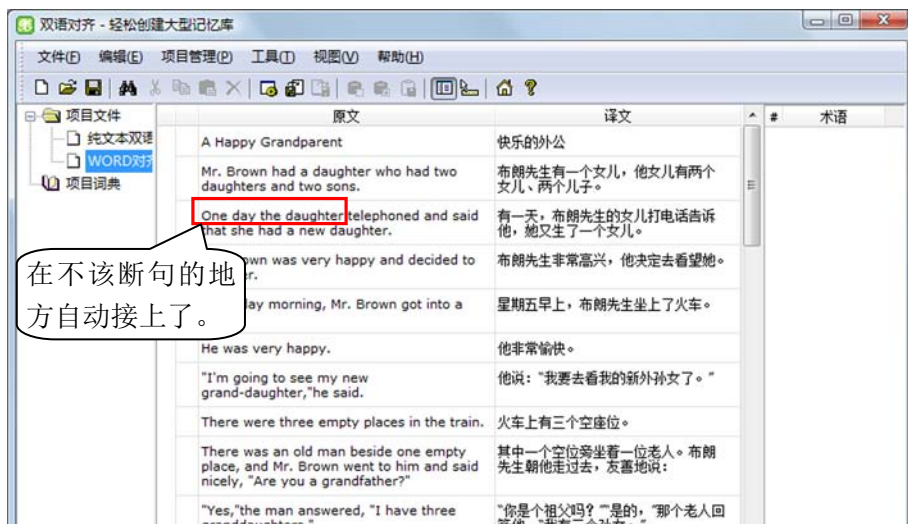 双语对齐 - 轻松创建大型记忆库
文件(F) 编辑(E) 项目管理(P) 工具(T) 视图(V) 帮助(H)
项目文件
纯文本双语
WORD对齐
项目词典
原文 译文 # 术语
A Happy Grandparent
快乐的外公
Mr. Brown had a daughter who had two
daughters and two sons.
布朗先生有一个女儿，他女儿有两个
女儿、两个儿子。
One day the daughter telephoned and said
that she had a new daughter.
有一天，布朗先生的女儿打电话告诉
他，她又生了一个女儿。
own was very happy and decided to
r.
布朗先生非常高兴，他决定去看望她。
ay morning, Mr. Brown got into a
星期五早上，布朗先生坐上了火车。
He was very happy.
他非常愉快。
"I'm going to see my new
grand-daughter,"he said.
他说："我要去看我的新外孙女了。"
There were three empty places in the train.
火车上有三个空座位。
There was an old man beside one empty
place, and Mr. Brown went to him and said
nicely, "Are you a grandfather?"
其中一个空位旁坐着一位老人。布朗
先生朝他走过去，友善地说：
"Yes,"the man answered, "I have three
"你是个祖父吗？""是的，"那个老人回
在不该断句的地
方自动接上了。